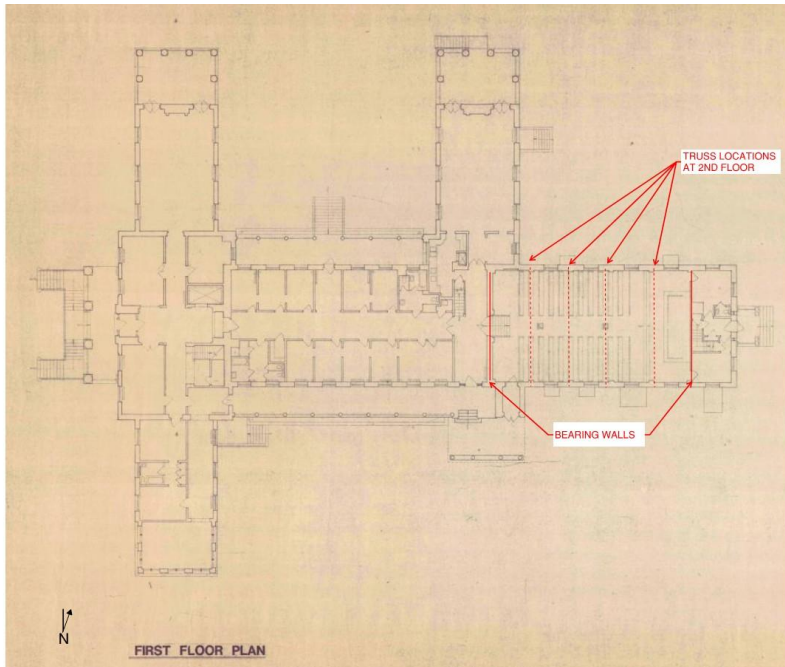 TRUSS LOCATIONS
AT 2ND FLOOR
BEARING WALLS
N
FIRST FLOOR PLAN